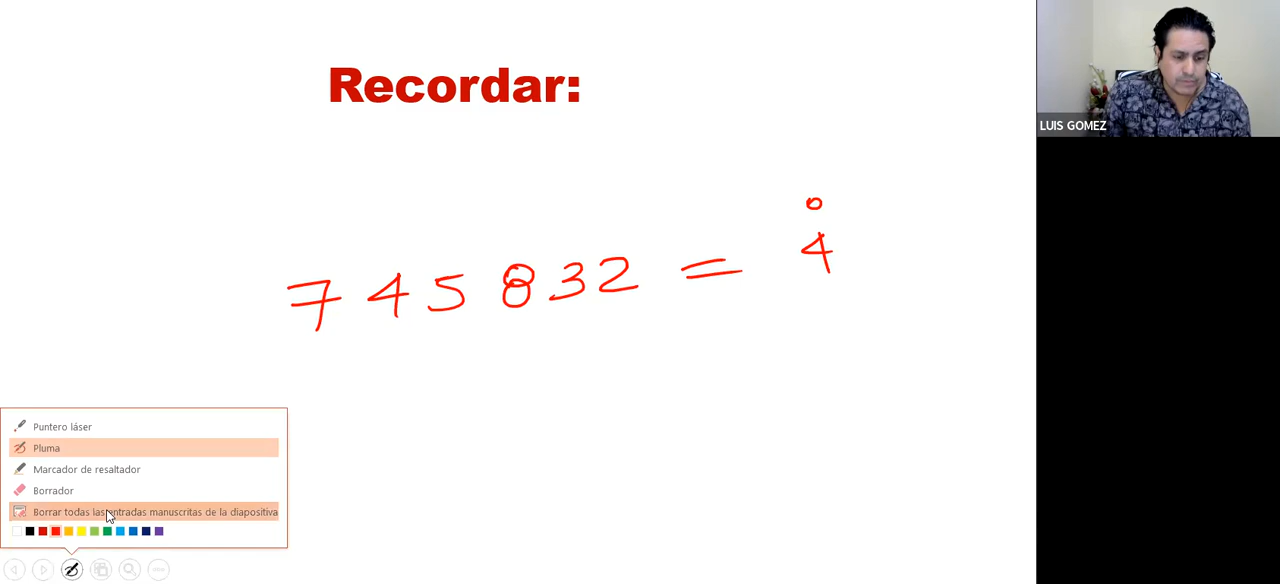 Recordar:
LUIS GOMEZ
4̊
745832 =
Puntero láser
Pluma
Marcador de resaltador
Borrador
Borrar todas las entradas manuscritas de la diapositiva